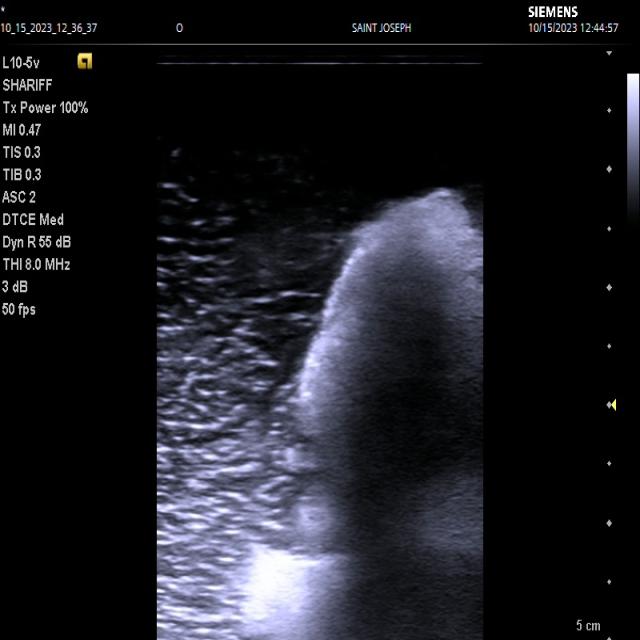 *
SIEMENS
10_15_2023_12_36_37 O SAINT JOSEPH 10/15/2023 12:44:57
L10-5v
SHARIFF
Tx Power 100%
MI 0.47
TIS 0.3
TIB 0.3
ASC 2
DTCE Med
Dyn R 55 dB
THI 8.0 MHz
3 dB
50 fps
5 cm